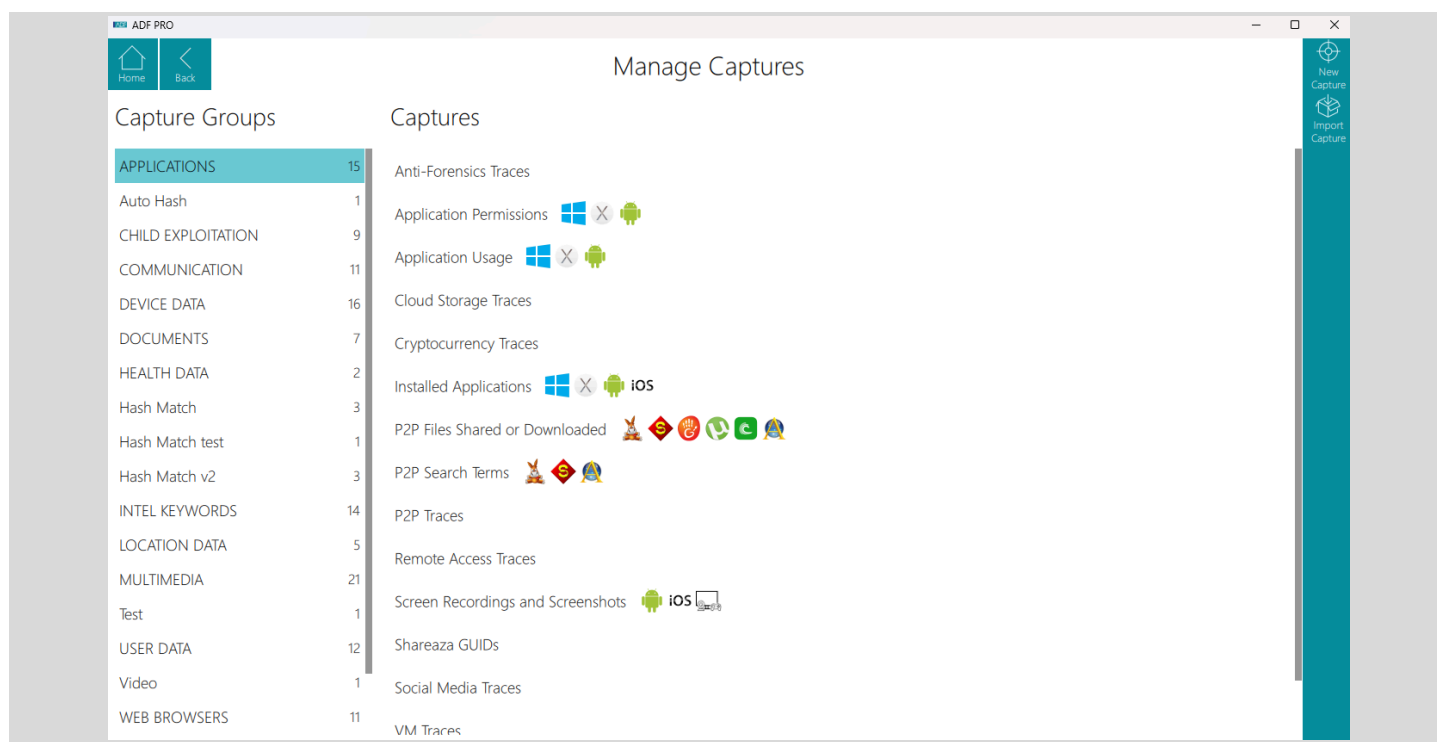 ADF ADF PRO
Home
Back
Manage Captures
New
Capture
Import
Capture
Capture Groups
APPLICATIONS 15
Auto Hash 1
CHILD EXPLOITATION 9
COMMUNICATION 11
DEVICE DATA 16
DOCUMENTS 7
HEALTH DATA 2
Hash Match 3
Hash Match test 1
Hash Match v2 3
INTEL KEYWORDS 14
LOCATION DATA 5
MULTIMEDIA 21
Test 1
USER DATA 12
Video 1
WEB BROWSERS 11
Captures
Anti-Forensics Traces
Application Permissions X
Application Usage X
Cloud Storage Traces
Cryptocurrency Traces
Installed Applications X iOS
P2P Files Shared or Downloaded
P2P Search Terms
P2P Traces
Remote Access Traces
Screen Recordings and Screenshots iOS
Shareaza GUIDs
Social Media Traces
VM Traces